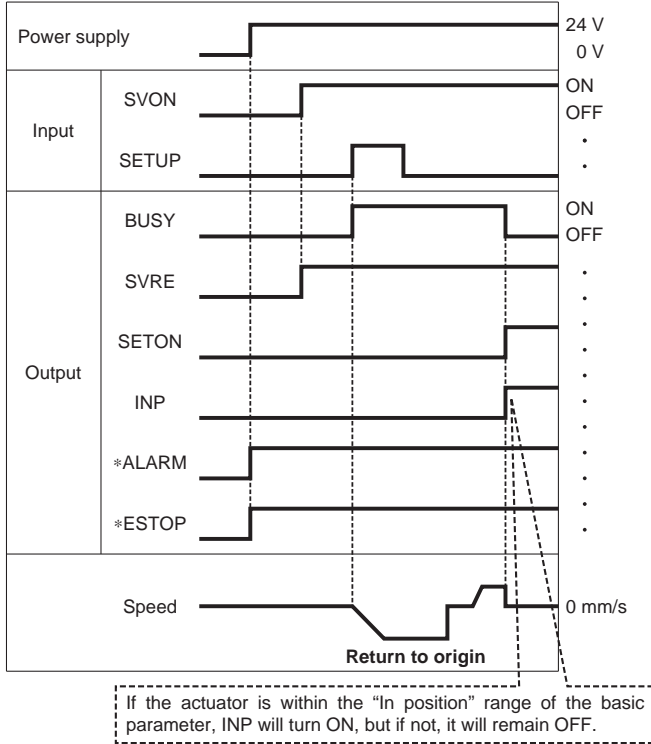 Power supply
24 V
0 V
Input
SVON
ON
OFF
SETUP
Output
BUSY
ON
OFF
SVRE
SETON
INP
*ALARM
*ESTOP
Speed
0 mm/s
Return to origin
If the actuator is within the “In position” range of the basic
parameter, INP will turn ON, but if not, it will remain OFF.